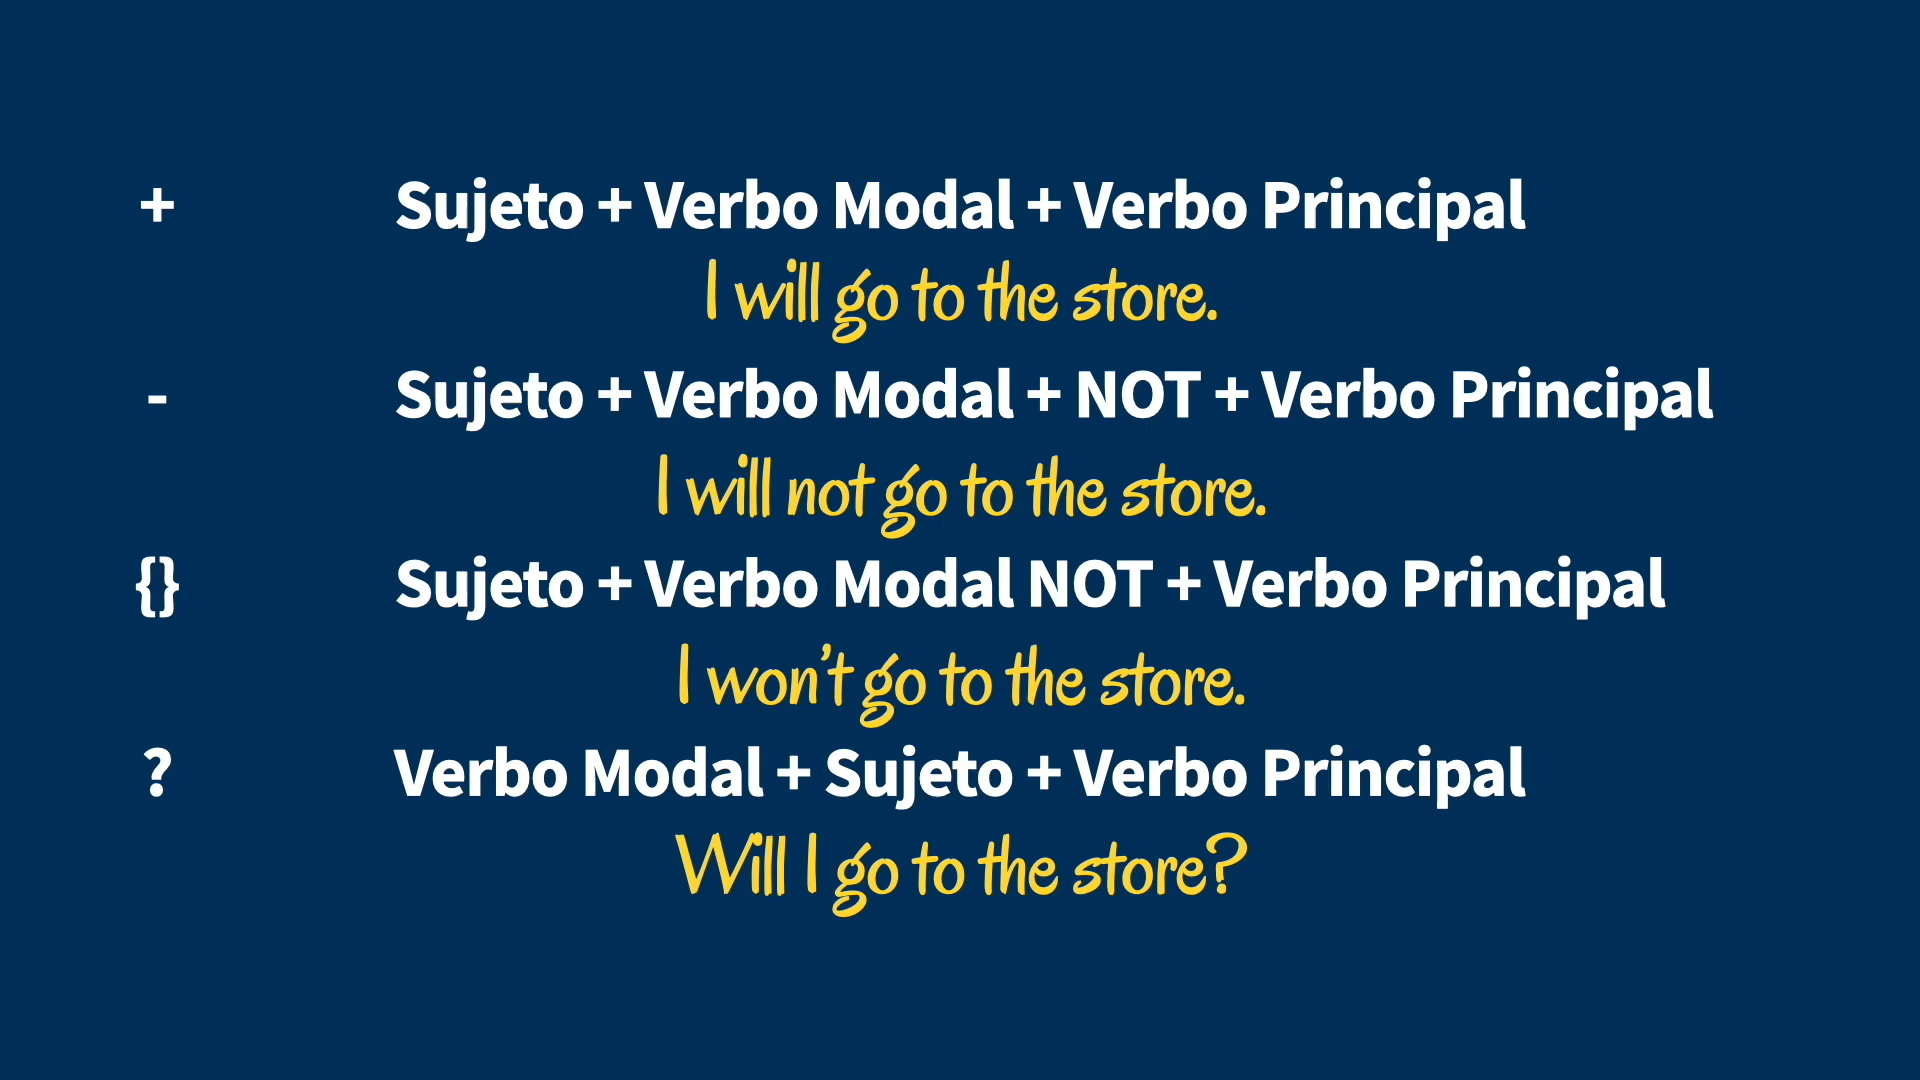 + Sujeto + Verbo Modal + Verbo Principal
I will go to the store.
- Sujeto + Verbo Modal + NOT + Verbo Principal
I will not go to the store.
{} Sujeto + Verbo Modal NOT + Verbo Principal
I won't go to the store.
? Verbo Modal + Sujeto + Verbo Principal
Will I go to the store?